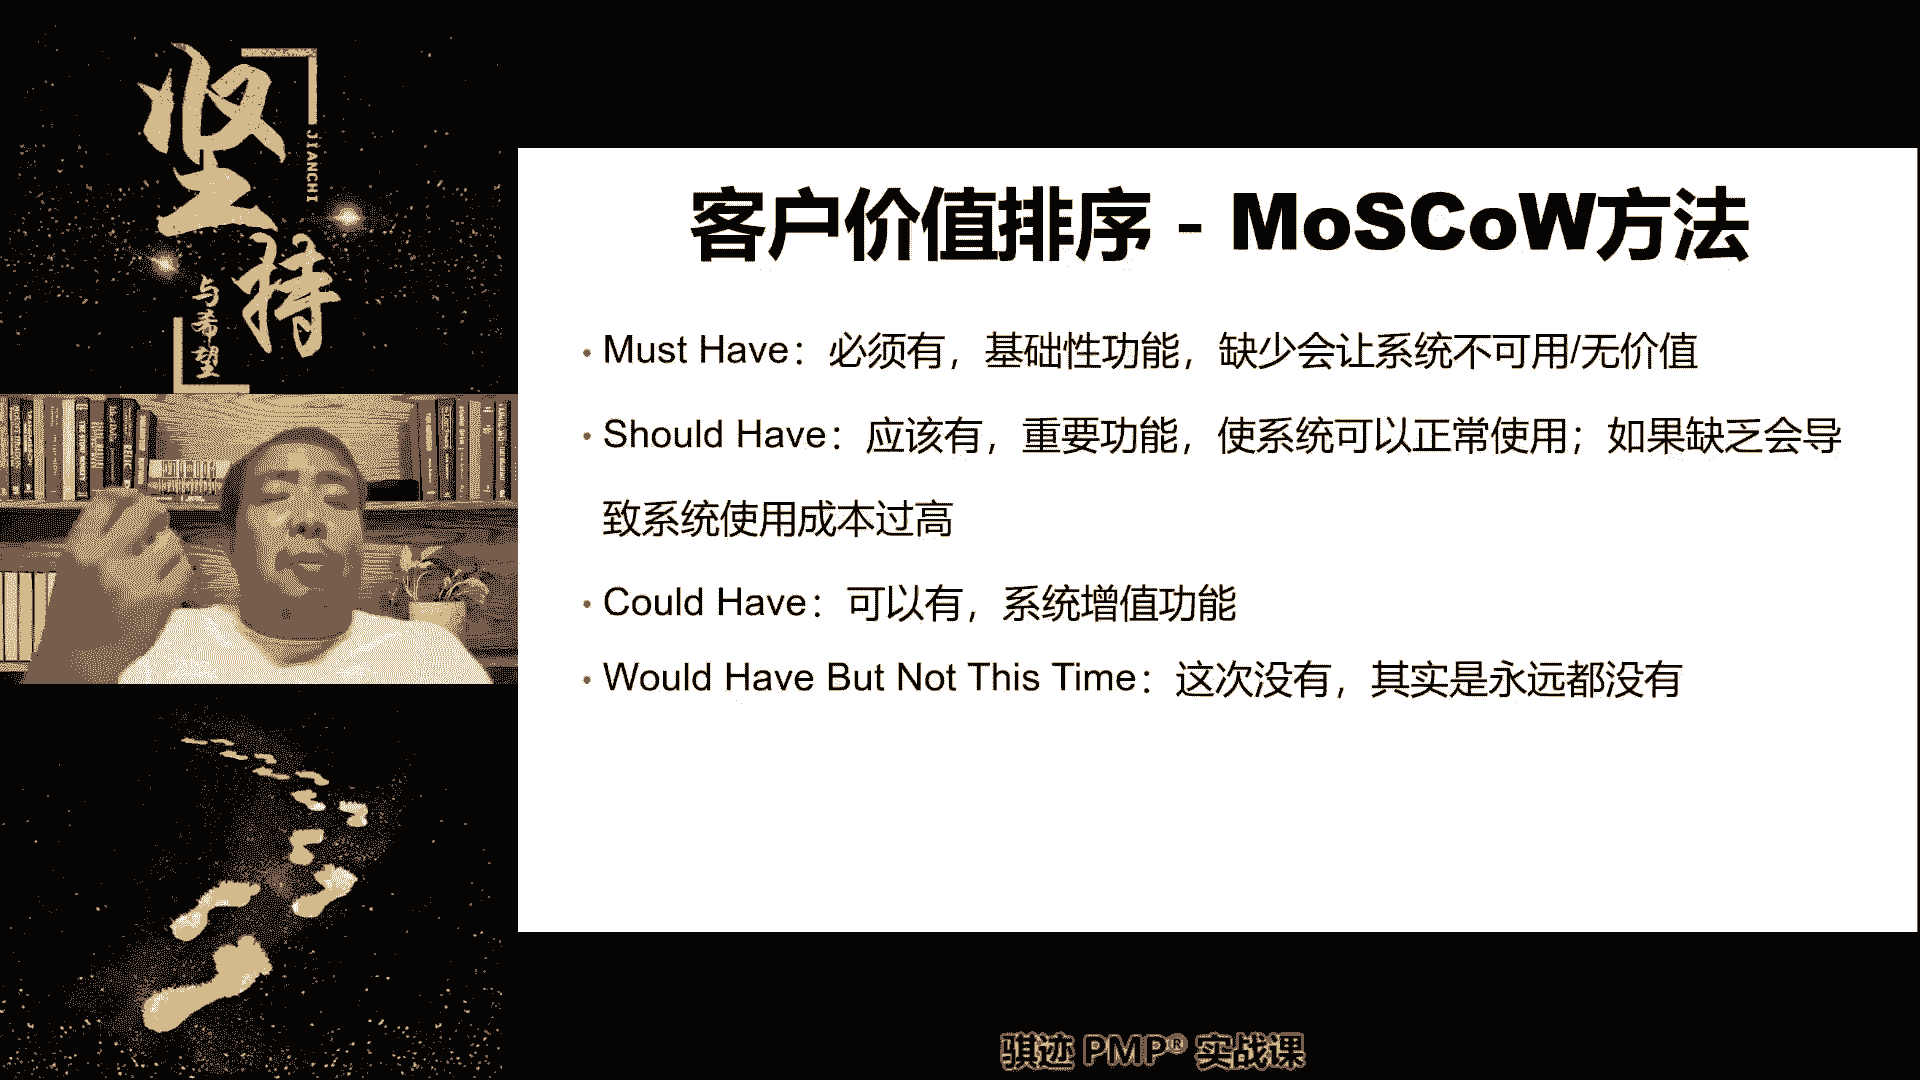 坚持
JIANCHI
与希望
客户价值排序 - MoSCoW方法
• Must Have：必须有，基础性功能，缺少会让系统不可用/无价值
• Should Have：应该有，重要功能，使系统可以正常使用；如果缺乏会导
致系统使用成本过高
• Could Have：可以有，系统增值功能
• Would Have But Not This Time：这次没有，其实是永远都没有
骐迹 PMP® 实战课